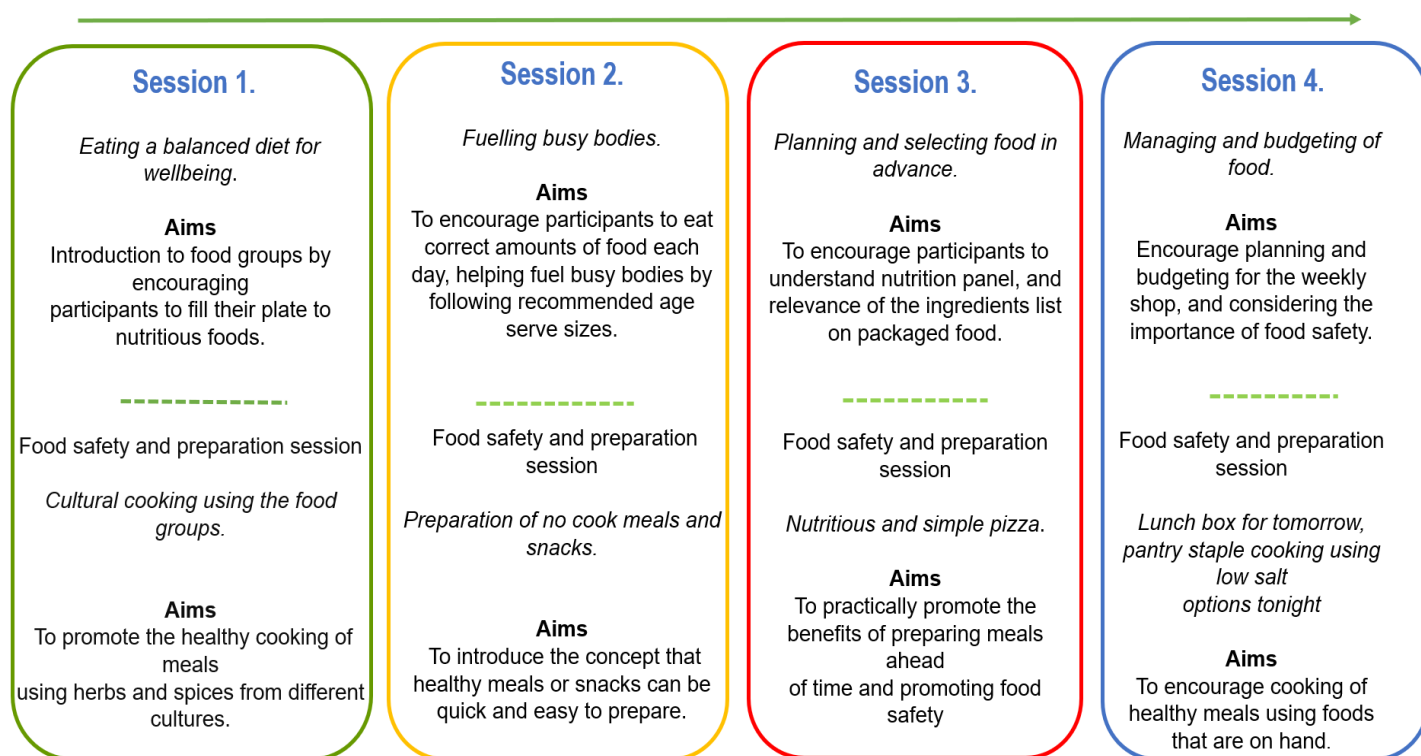 Session 1.
Eating a balanced diet for
wellbeing.
Aims
Introduction to food groups by
encouraging
participants to fill their plate to
nutritious foods.
Food safety and preparation session
Cultural cooking using the food
groups.
Aims
To promote the healthy cooking of
meals
using herbs and spices from different
cultures.
Session 2.
Fuelling busy bodies.
Aims
To encourage participants to eat
correct amounts of food each
day, helping fuel busy bodies by
following recommended age
serve sizes.
Food safety and preparation
session
Preparation of no cook meals and
snacks.
Aims
To introduce the concept that
healthy meals or snacks can be
quick and easy to prepare.
Session 3.
Planning and selecting food in
advance.
Aims
To encourage participants to
understand nutrition panel, and
relevance of the ingredients list
on packaged food.
Food safety and preparation
session
Nutritious and simple pizza.
Aims
To practically promote the
benefits of preparing meals
ahead
of time and promoting food
safety
Session 4.
Managing and budgeting of
food.
Aims
Encourage planning and
budgeting for the weekly
shop, and considering the
importance of food safety.
Food safety and preparation
session
Lunch box for tomorrow,
pantry staple cooking using
low salt
options tonight
Aims
To encourage cooking of
healthy meals using foods
that are on hand.